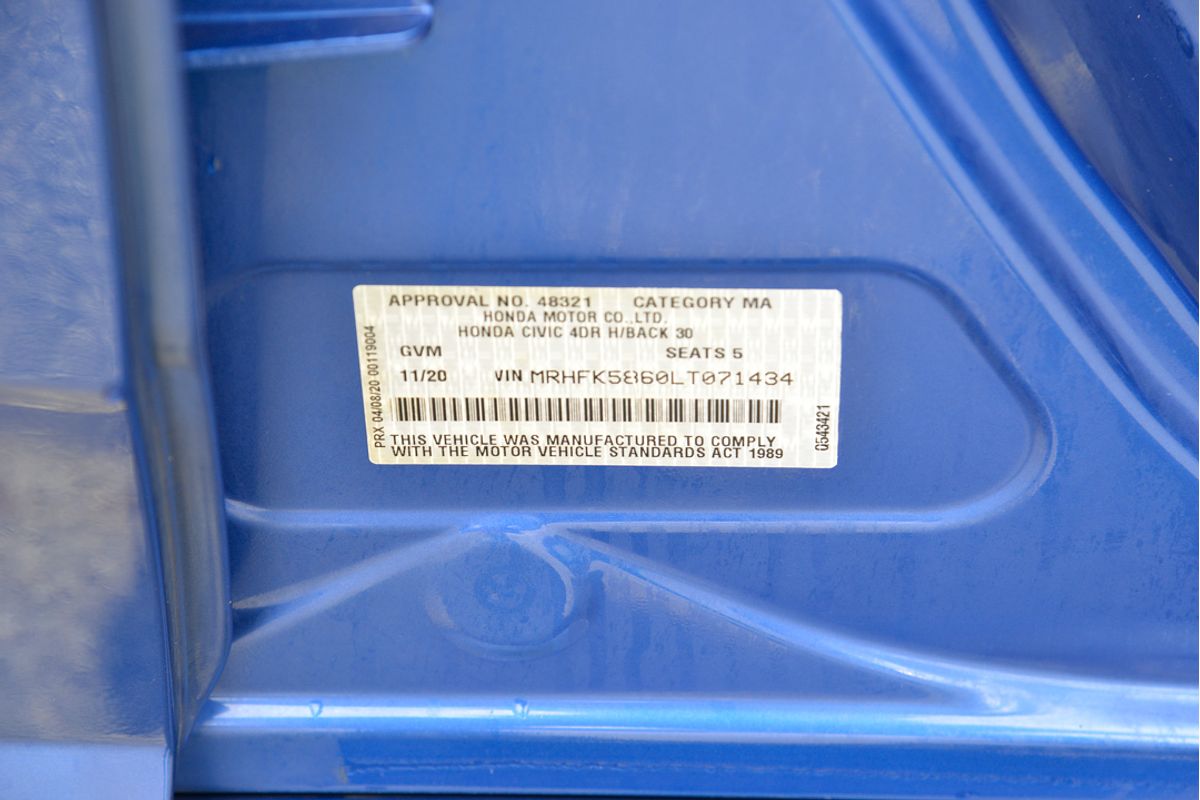 APPROVAL NO. 48321 CATEGORY MA
HONDA MOTOR CO.,LTD.
HONDA CIVIC 4DR H/BACK 30
GVM SEATS 5
11/20 VIN MRHFK5860LT071434
THIS VEHICLE WAS MANUFACTURED TO COMPLY
WITH THE MOTOR VEHICLE STANDARDS ACT 1989
PRX 04/08/20 00119004
0543421